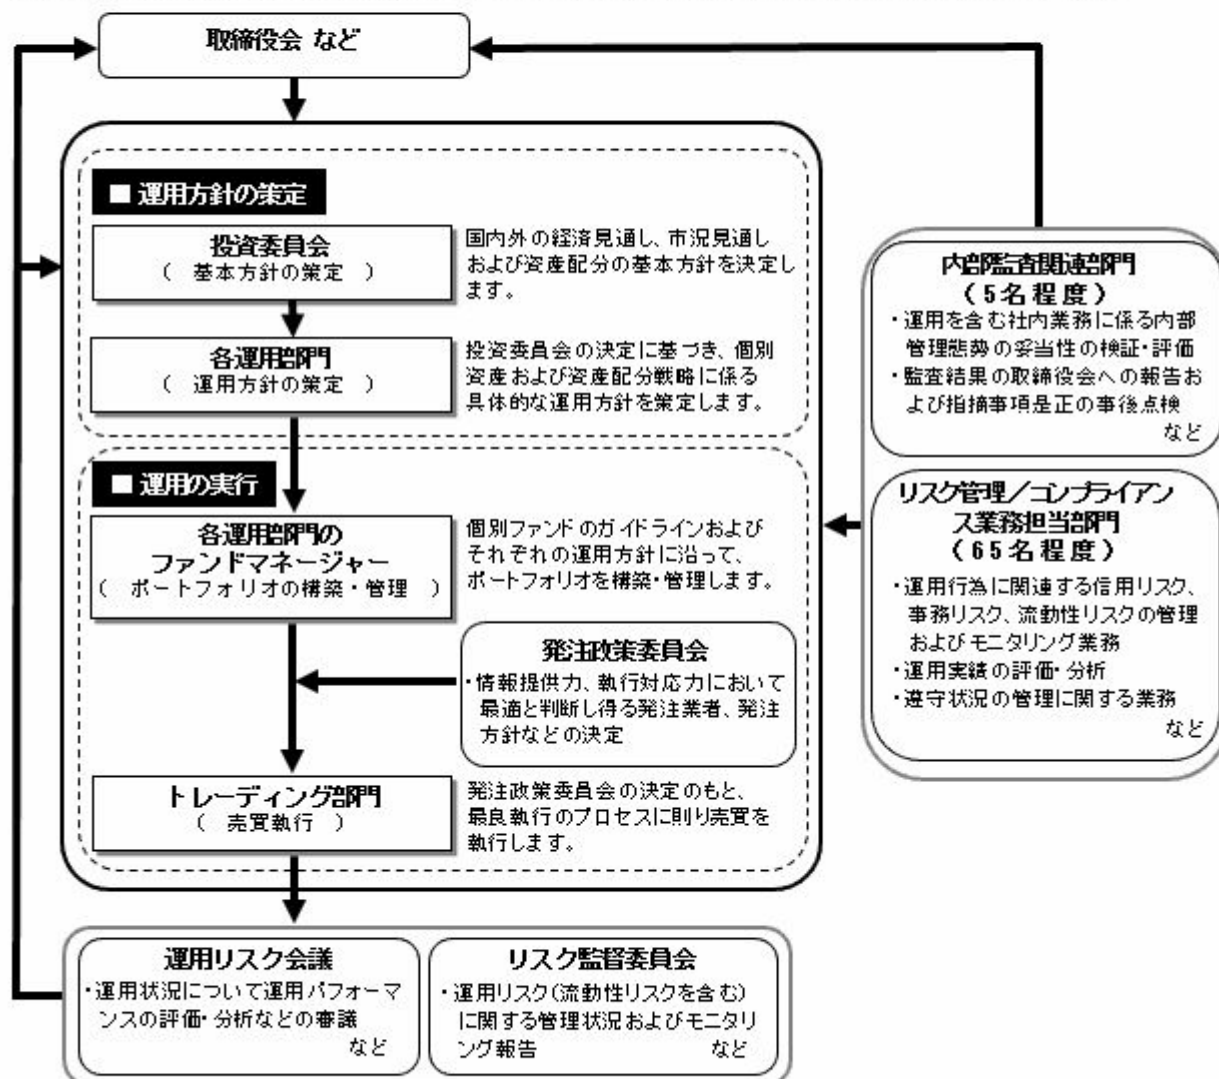 取締役会 など
■ 運用方針の策定
投資委員会
（ 基本方針の策定 ）
国内外の経済見通し、市況見通し
および資産配分の基本方針を決定し
ます。
各運用部門
（ 運用方針の策定 ）
投資委員会の決定に基づき、個別
資産および資産配分戦略に係る
具体的な運用方針を策定します。
■ 運用の実行
各運用部門の
ファンドマネージャー
（ ポートフォリオの構築・管理 ）
個別ファンドのガイドラインおよび
それぞれの運用方針に沿って、
ポートフォリオを構築・管理します。
発注政策委員会
・情報提供力、執行対応力において
最適と判断し得る発注業者、発注
方針などの決定
トレーディング部門
（ 売買執行 ）
発注政策委員会の決定のもと、
最良執行のプロセスに則り売買を
執行します。
内部監査関連部門
（5名程度）
・運用を含む社内業務に係る内部
管理態勢の妥当性の検証・評価
・監査結果の取締役会への報告お
よび指摘事項是正の事後点検
など
リスク管理／コンプライアン
ス業務担当部門
（65名程度）
・運用行為に関連する信用リスク、
事務リスク、流動性リスクの管理
およびモニタリング業務
・運用実績の評価・分析
・遵守状況の管理に関する業務
など
運用リスク会議
・運用状況について運用パフォーマ
ンスの評価・分析などの審議
など
リスク監督委員会
・運用リスク（流動性リスクを含む）
に関する管理状況およびモニタリ
ング報告 など